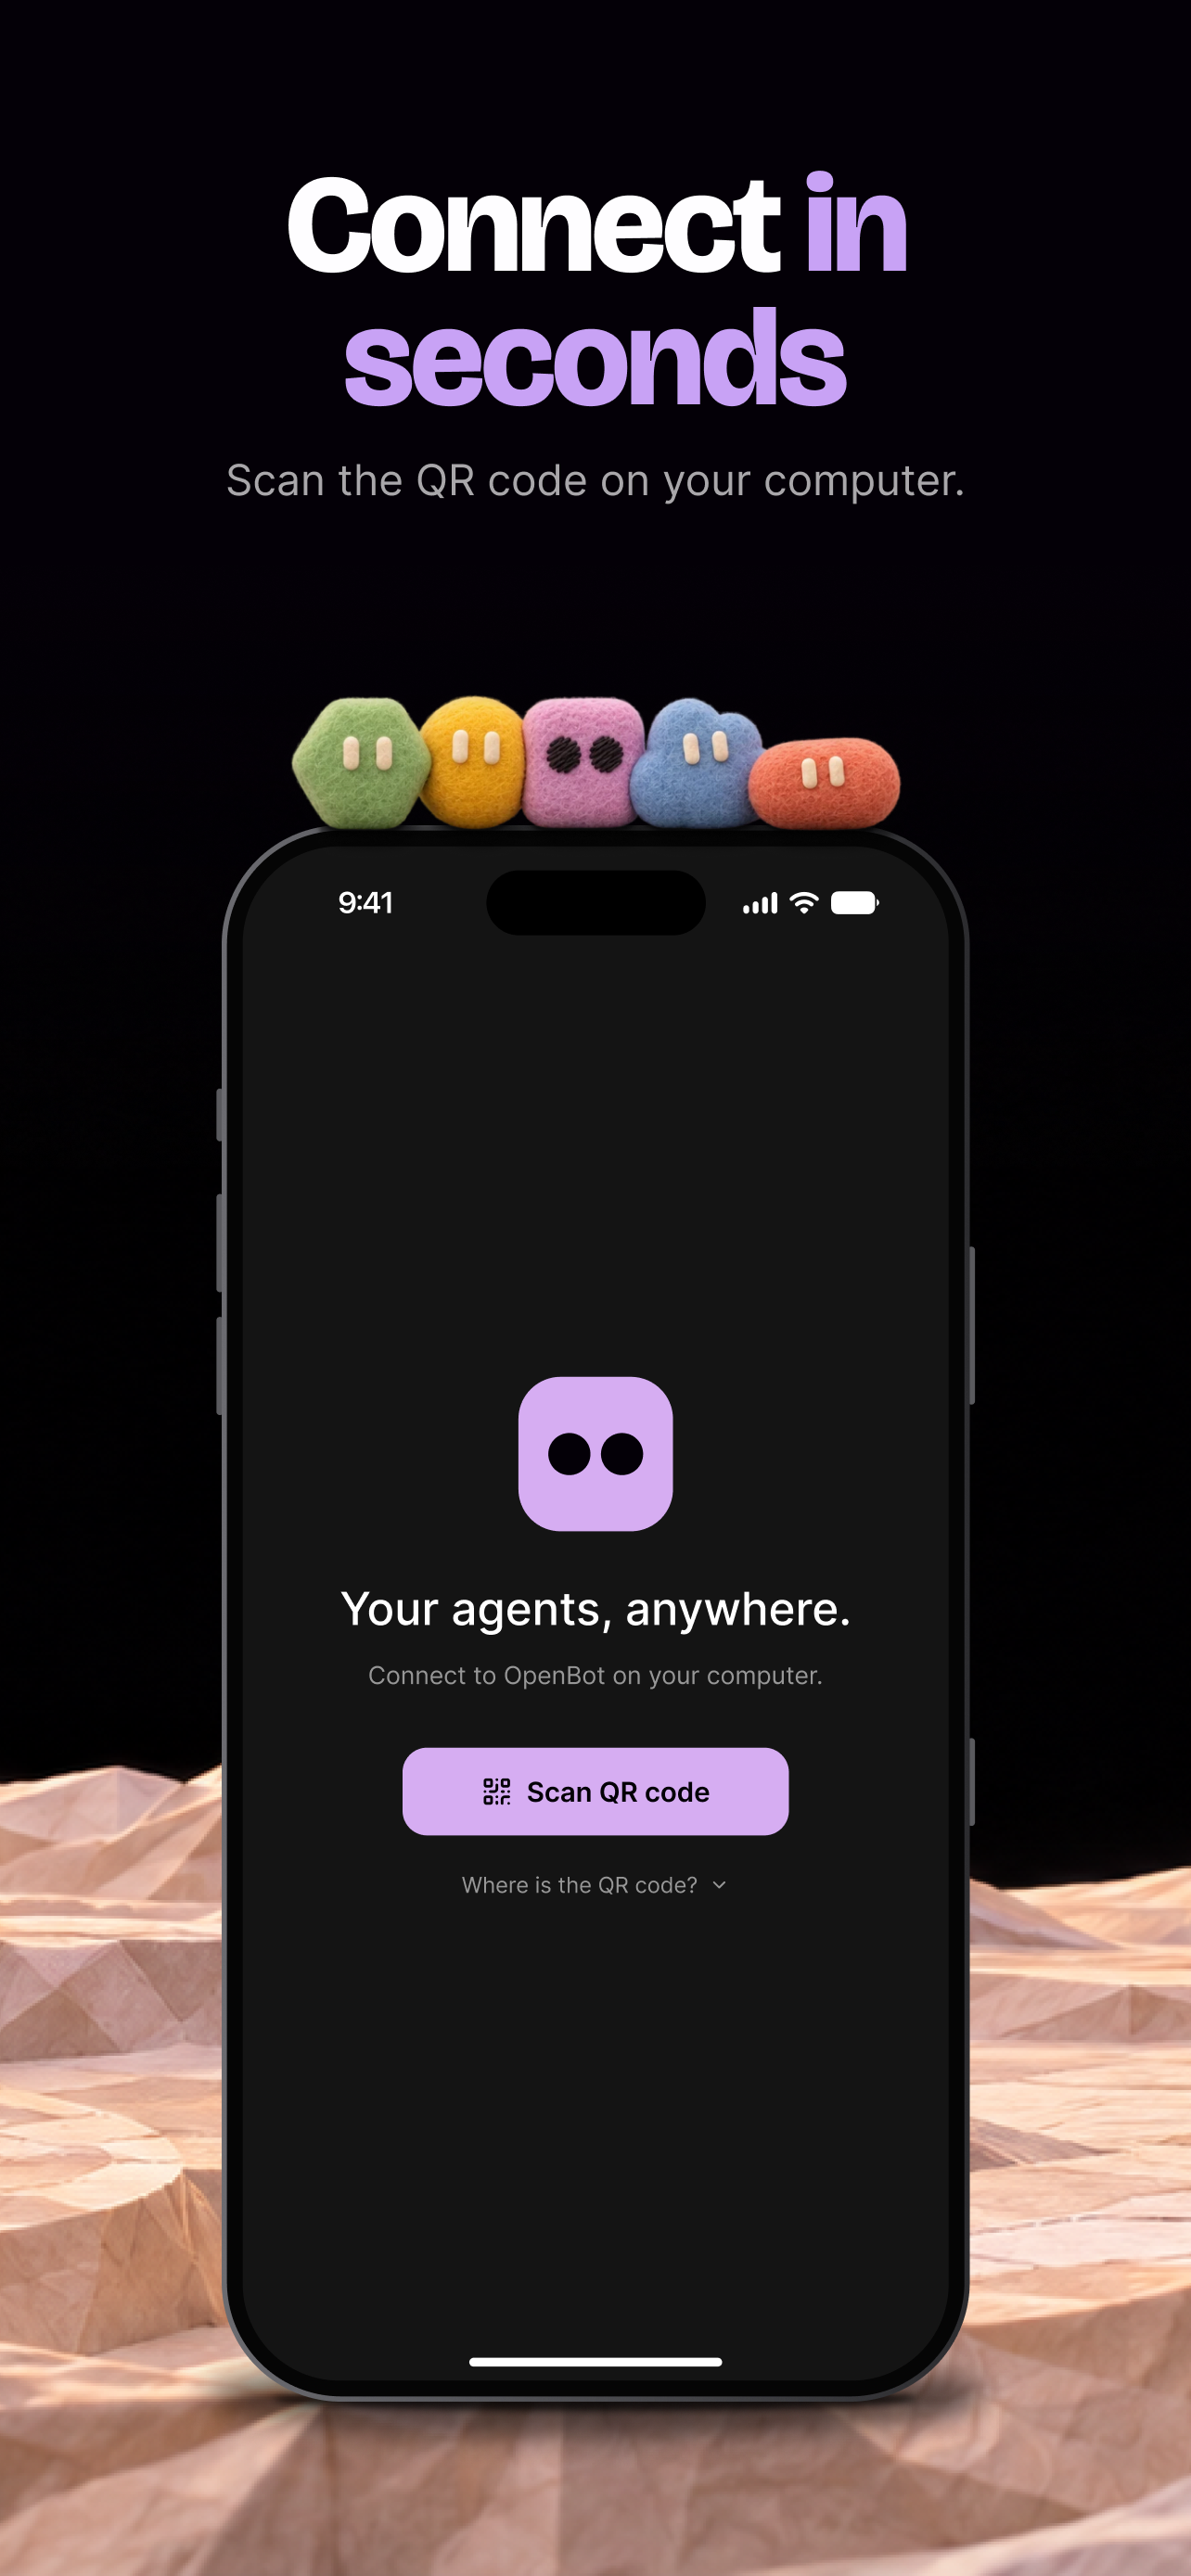 Connect in
seconds
Scan the QR code on your computer.
9:41
Your agents, anywhere.
Connect to OpenBot on your computer.
Scan QR code
Where is the QR code?